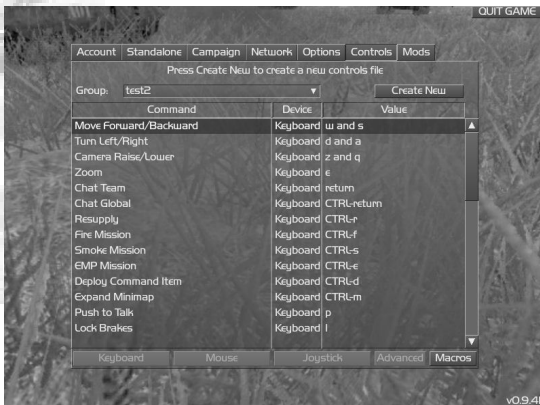 QUIT GAME
Account Standalone Campaign Network Options Controls Mods
Press Create New to create a new controls file
Group: test2 Create New
Command Device Value
Move Forward/Backward Keyboard w and s
Turn Left/Right Keyboard d and a
Camera Raise/Lower Keyboard z and q
Zoom Keyboard e
Chat Team Keyboard return
Chat Global Keyboard CTRL-return
Resupply Keyboard CTRL-r
Fire Mission Keyboard CTRL-f
Smoke Mission Keyboard CTRL-s
EMP Mission Keyboard CTRL-e
Deploy Command Item Keyboard CTRL-d
Expand Minimap Keyboard CTRL-m
Push to Talk Keyboard p
Lock Brakes Keyboard l
Keyboard Mouse Joystick Advanced Macros